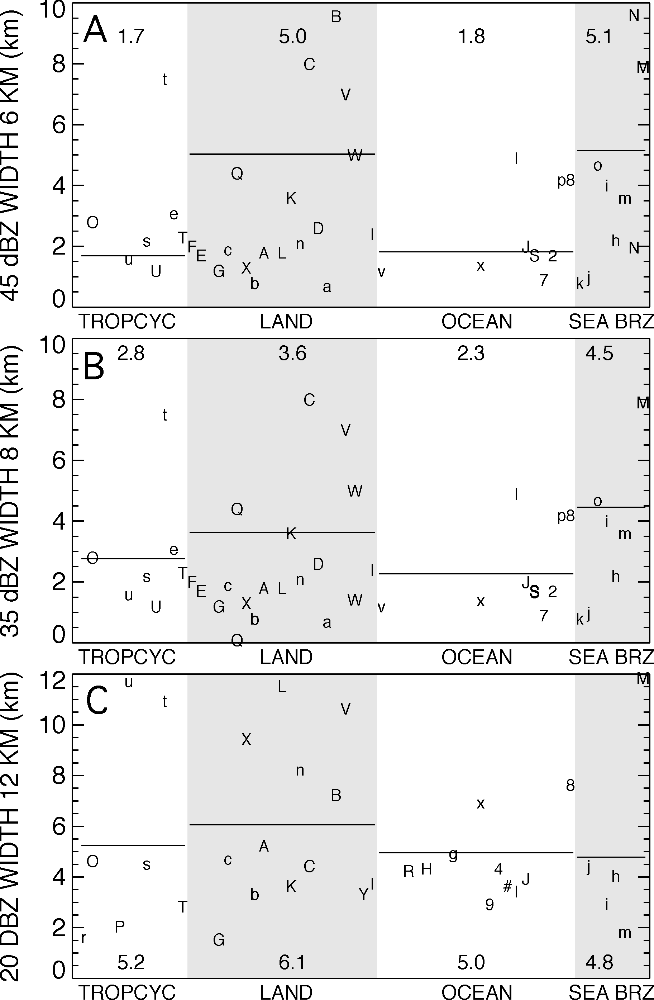 45 dBZ WIDTH 6 KM (km)
10
8
6
4
2
0
A
1.7
5.0
1.8
5.1
B
N
C
M
t
V
W
I
Q
o
p8
i
K
m
e
O
D
T
I
s
F
E
c
A
L
n
J
S
2
h
N
u
U
G
X
b
a
v
x
7
k
j
TROPCYC LAND OCEAN SEA BRZ
35 dBZ WIDTH 8 KM (km)
10
8
6
4
2
0
B
2.8
3.6
2.3
4.5
C
M
t
V
W
I
Q
o
p8
i
K
m
e
O
D
T
I
s
F
E
c
A
L
n
J
S
S
2
h
u
U
G
X
b
W
a
v
x
7
k
j
Q
TROPCYC LAND OCEAN SEA BRZ
20 DBZ WIDTH 12 KM (km)
12
10
8
6
4
2
0
C
u
L
M
t
V
X
n
B
8
x
A
g
O
s
c
C
R
H
4
j
h
K
b
Y
I
#
I
J
T
9
i
P
r
G
m
5.2
6.1
5.0
4.8
TROPCYC LAND OCEAN SEA BRZ